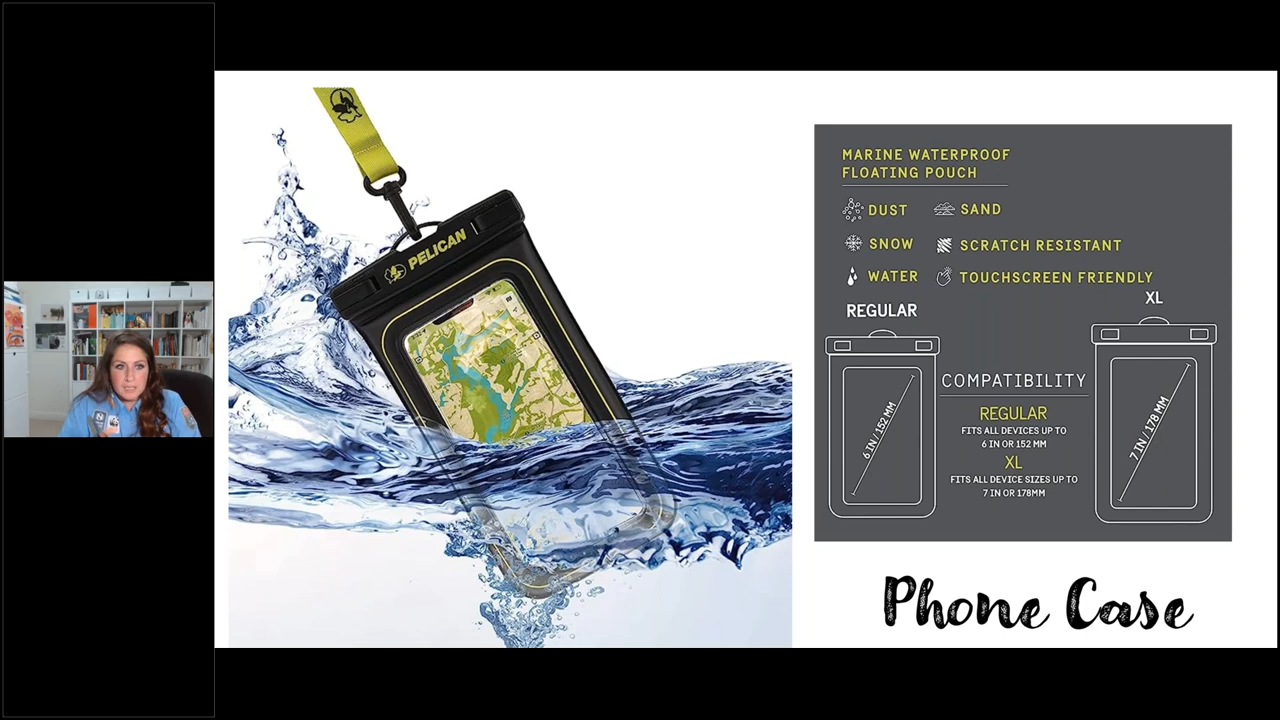 PELICAN
MARINE WATERPROOF
FLOATING POUCH
DUST
SAND
SNOW
SCRATCH RESISTANT
WATER
TOUCHSCREEN FRIENDLY
REGULAR
XL
COMPATIBILITY
REGULAR
FITS ALL DEVICES UP TO
6 IN OR 152 MM
XL
FITS ALL DEVICE SIZES UP TO
7 IN OR 178MM
6 IN / 152 MM
7 IN / 178 MM
Phone Case